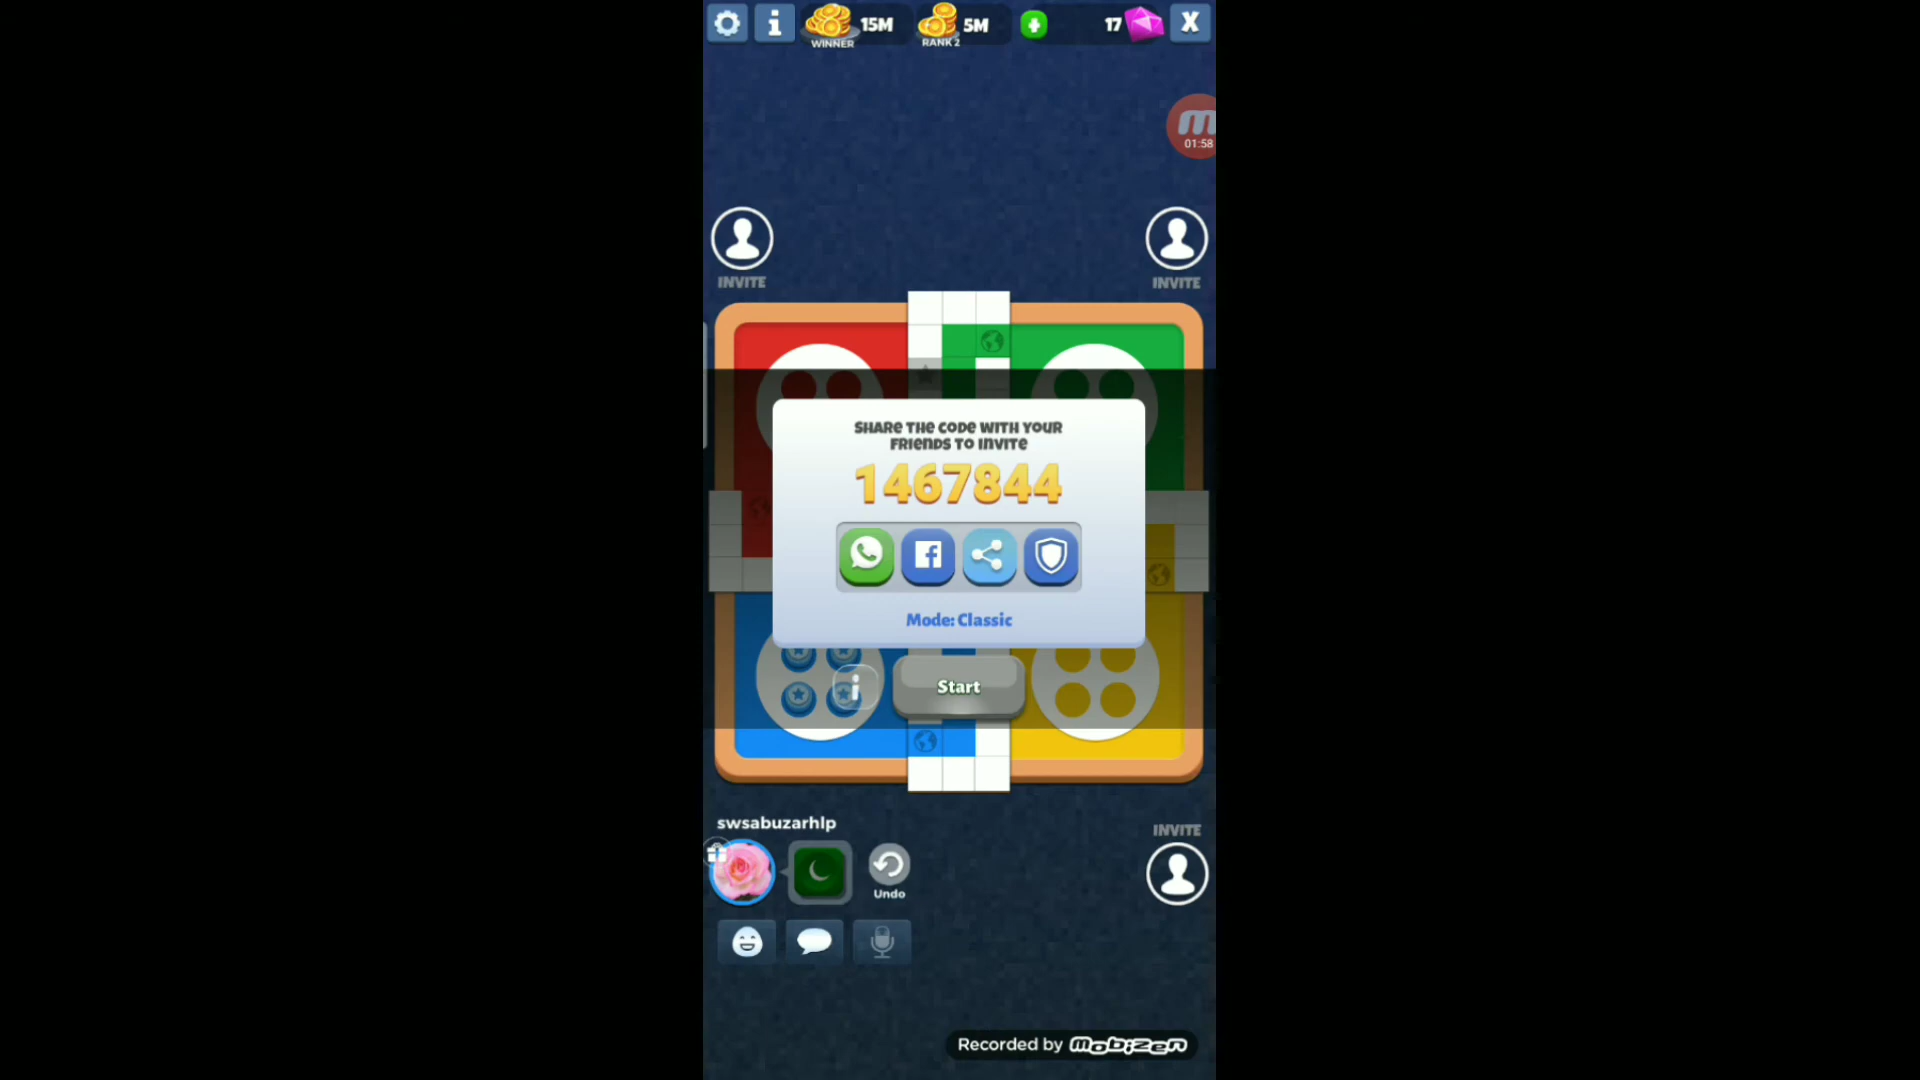 15M
WINNER
5M
RANK 2
17
X
01:58
INVITE
INVITE
SHARE THE CODE WITH YOUR
FRIENDS TO INVITE
1467844
Mode: Classic
Start
swsabuzarhlp
INVITE
Undo
Recorded by Mobizen